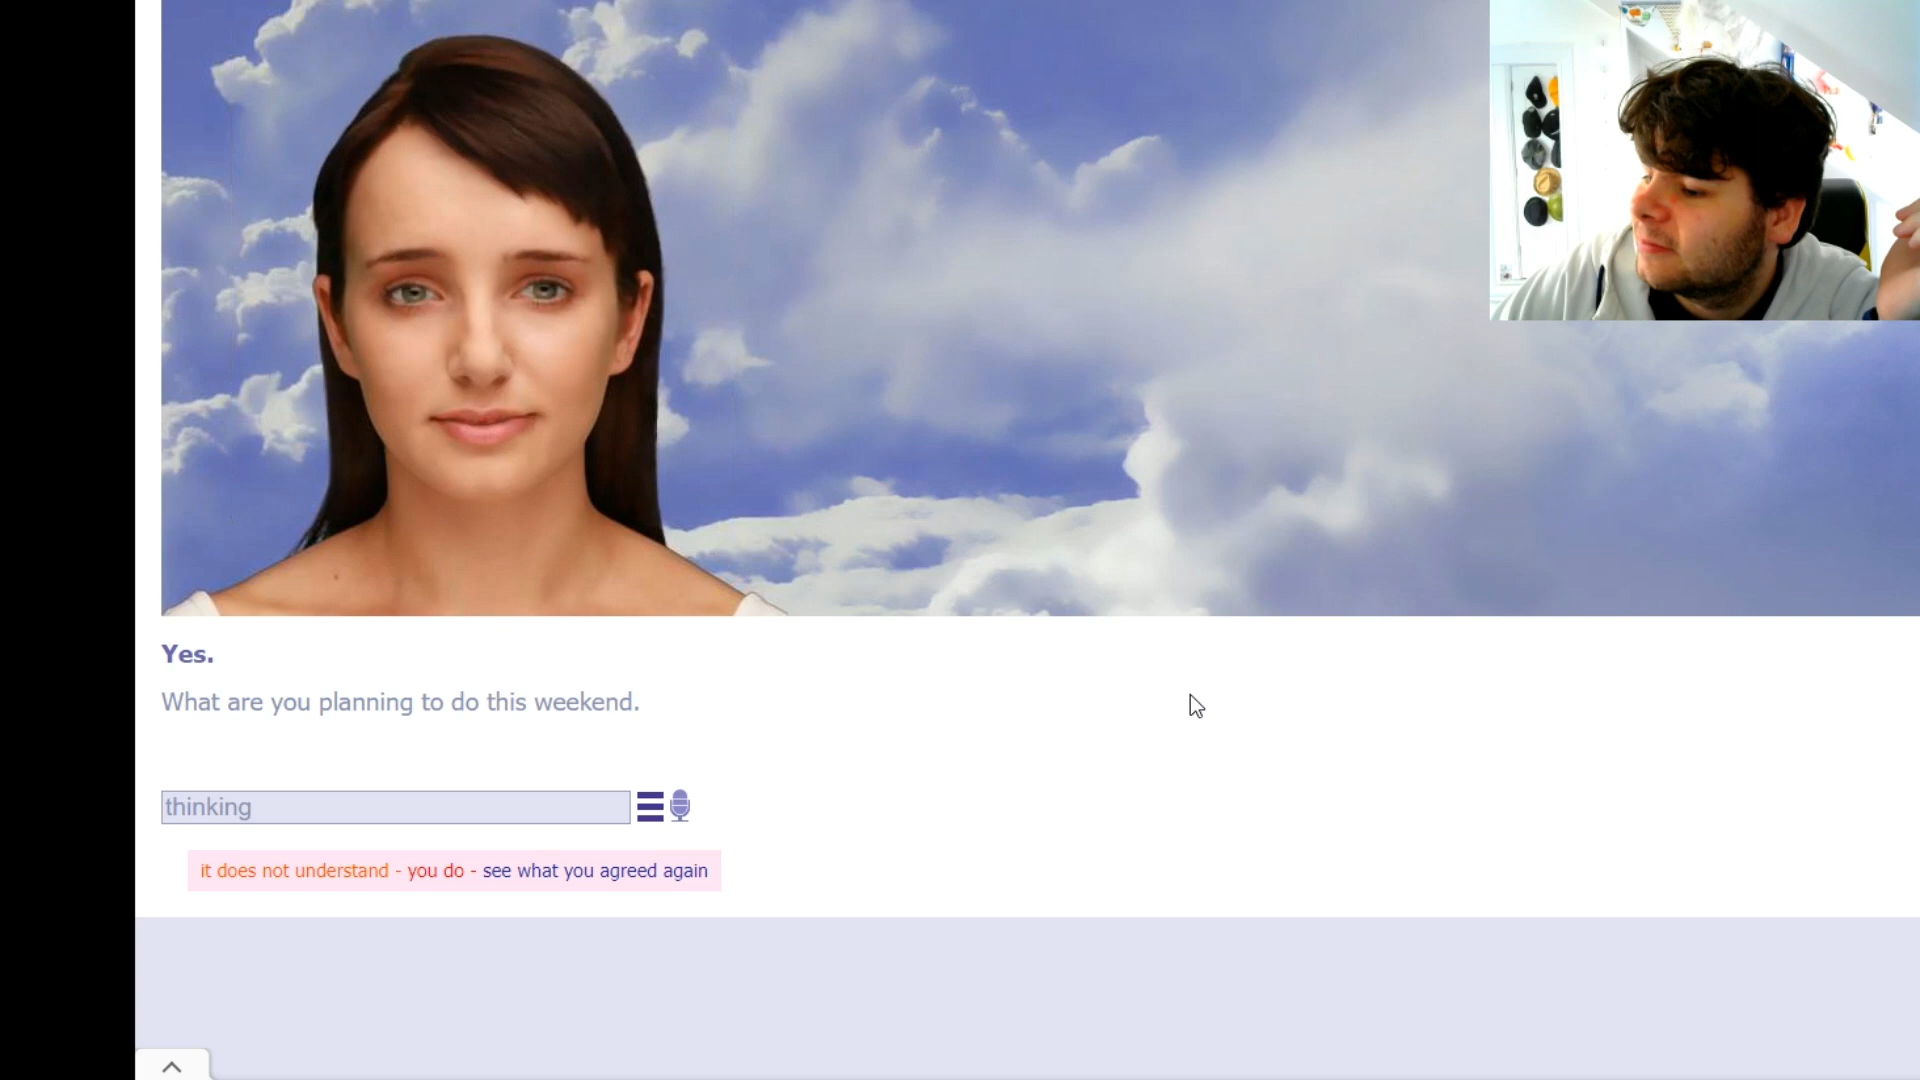 Yes.
What are you planning to do this weekend.
thinking
it does not understand - you do - see what you agreed again